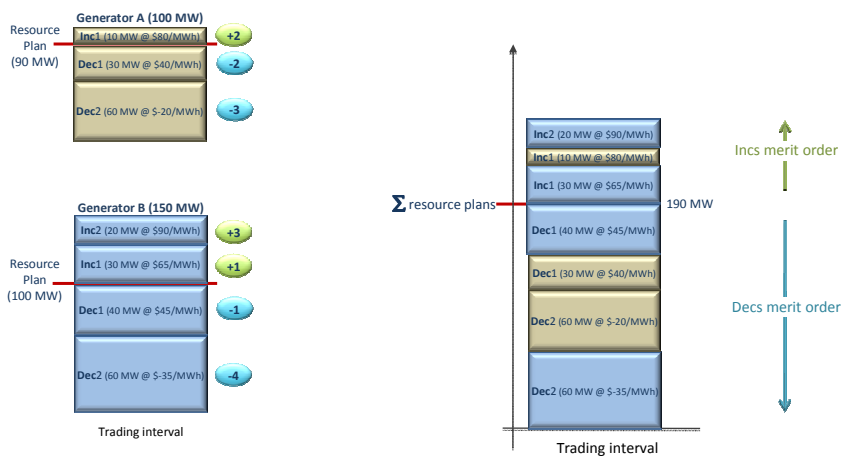 Generator A (100 MW)
Resource
Plan
(90 MW)
Inc1 (10 MW @ $80/MWh)
+2
Dec1 (30 MW @ $40/MWh)
-2
Dec2 (60 MW @ $-20/MWh)
-3
Generator B (150 MW)
Inc2 (20 MW @ $90/MWh)
+3
Inc1 (30 MW @ $65/MWh)
+1
Resource
Plan
(100 MW)
Dec1 (40 MW @ $45/MWh)
-1
Dec2 (60 MW @ $-35/MWh)
-4
Trading interval
Inc2 (20 MW @ $90/MWh)
Inc1 (10 MW @ $80/MWh)
Inc1 (30 MW @ $65/MWh)
Σ resource plans
190 MW
Dec1 (40 MW @ $45/MWh)
Dec1 (30 MW @ $40/MWh)
Dec2 (60 MW @ $-20/MWh)
Dec2 (60 MW @ $-35/MWh)
Trading interval
Incs merit order
Decs merit order